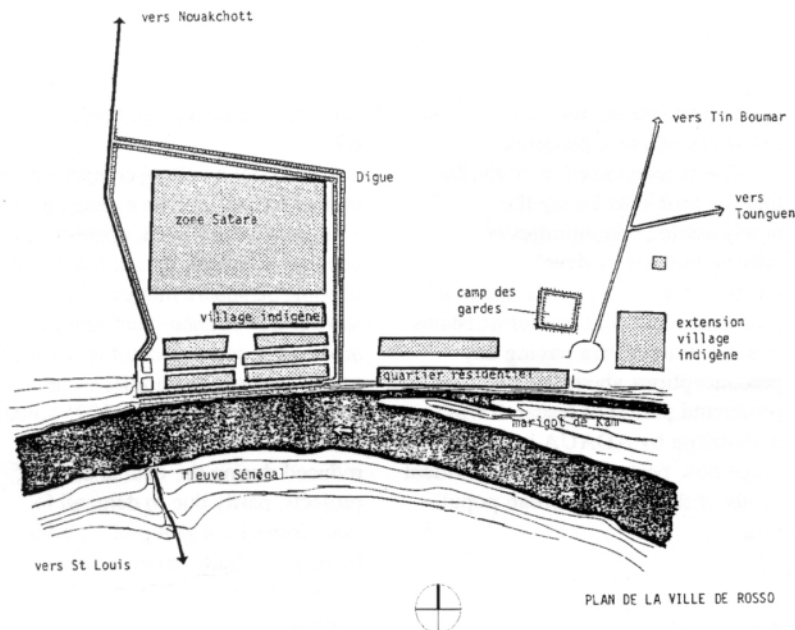 vers Nouakchott
vers Tin Boumar
Digue
vers
Tounguen
zone Satara
camp des
gardes
village indigène
extension
village
indigène
quartier résidentier
marigot de Kam
fleuve Sénégal
vers St Louis
PLAN DE LA VILLE DE ROSSO